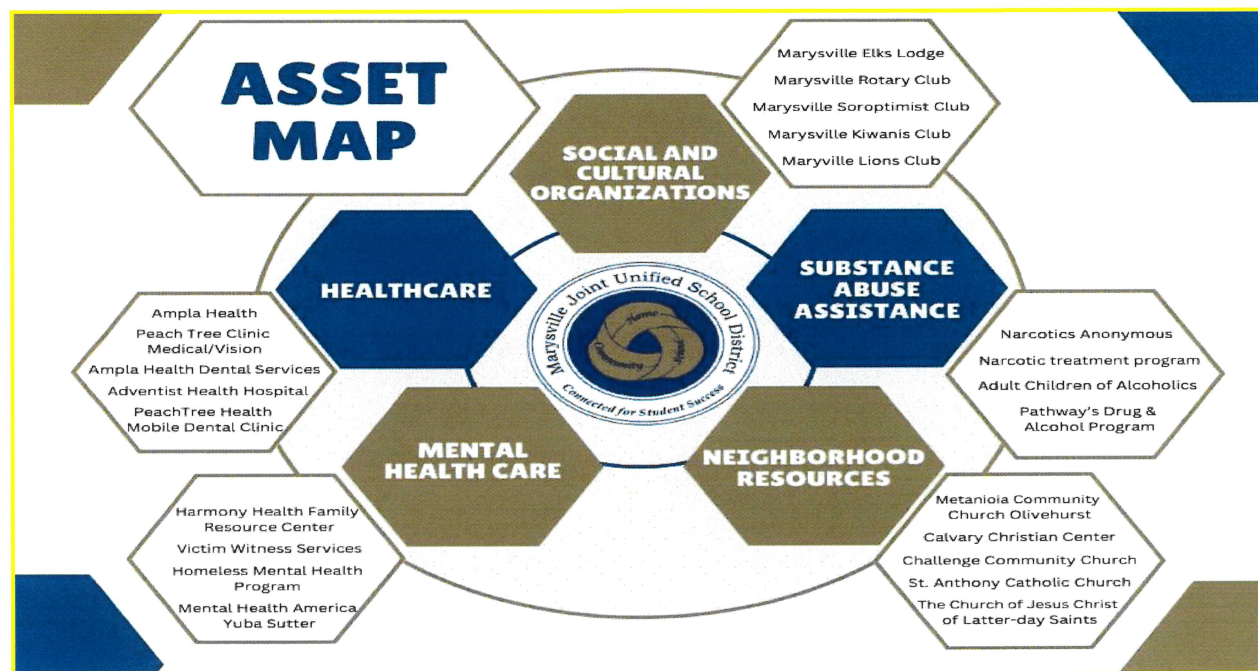 ASSET
MAP
SOCIAL AND
CULTURAL
ORGANIZATIONS
Marysville Elks Lodge
Marysville Rotary Club
Marysville Soroptimist Club
Marysville Kiwanis Club
Maryville Lions Club
HEALTHCARE
Ampla Health
Peach Tree Clinic
Medical/Vision
Ampla Health Dental Services
Adventist Health Hospital
PeachTree Health
Mobile Dental Clinic
SUBSTANCE
ABUSE
ASSISTANCE
Narcotics Anonymous
Narcotic treatment program
Adult Children of Alcoholics
Pathway's Drug &
Alcohol Program
Marysville Joint Unified School District
Home
School
Community
Connected for Student Success
MENTAL
HEALTH CARE
Harmony Health Family
Resource Center
Victim Witness Services
Homeless Mental Health
Program
Mental Health America
Yuba Sutter
NEIGHBORHOOD
RESOURCES
Metanioia Community
Church Olivehurst
Calvary Christian Center
Challenge Community Church
St. Anthony Catholic Church
The Church of Jesus Christ
of Latter-day Saints